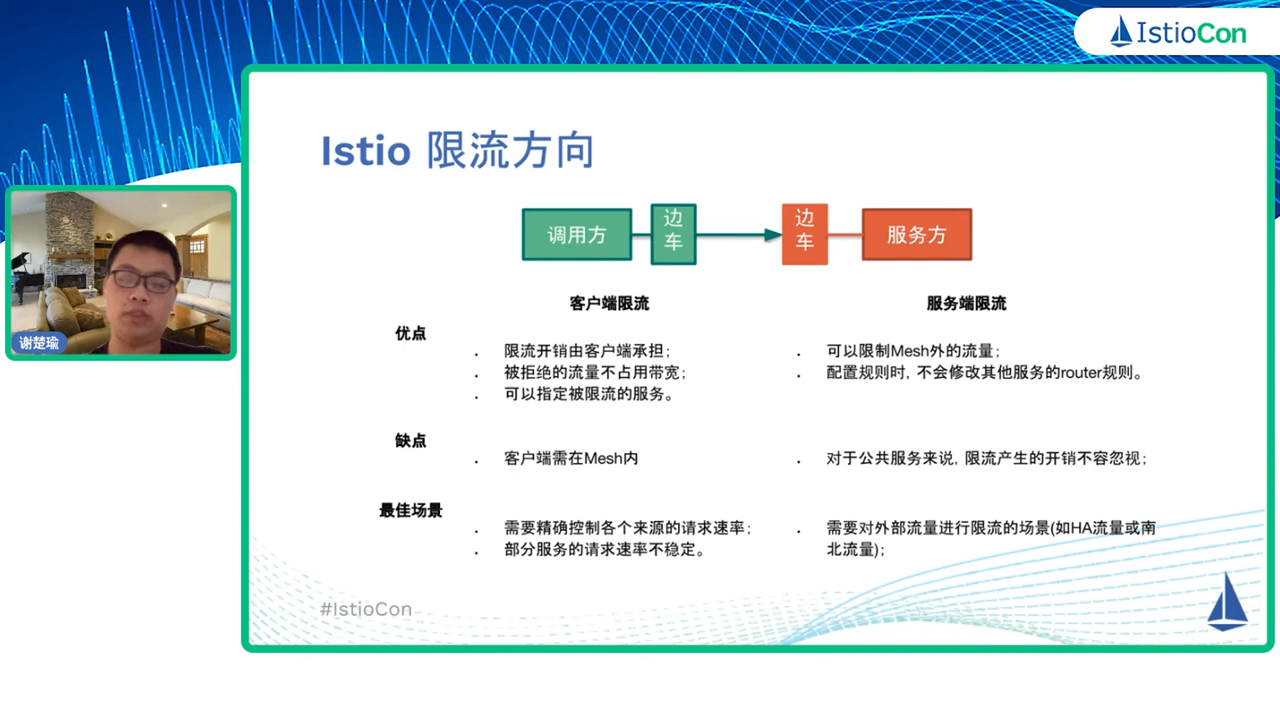 IstioCon
Istio 限流方向
调用方
边
车
边
车
服务方
客户端限流
服务端限流
优点
限流开销由客户端承担；
被拒绝的流量不占用带宽；
可以指定被限流的服务。
可以限制Mesh外的流量；
配置规则时, 不会修改其他服务的router规则。
缺点
客户端需在Mesh内
对于公共服务来说, 限流产生的开销不容忽视；
最佳场景
需要精确控制各个来源的请求速率；
部分服务的请求速率不稳定。
需要对外部流量进行限流的场景(如HA流量或南
北流量)；
谢楚瑜
#IstioCon